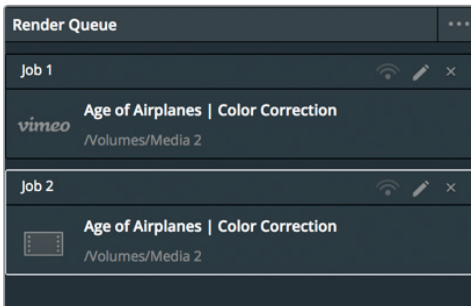 Render Queue
Job 1
vimeo
Age of Airplanes | Color Correction
/Volumes/Media 2
Job 2
Age of Airplanes | Color Correction
/Volumes/Media 2